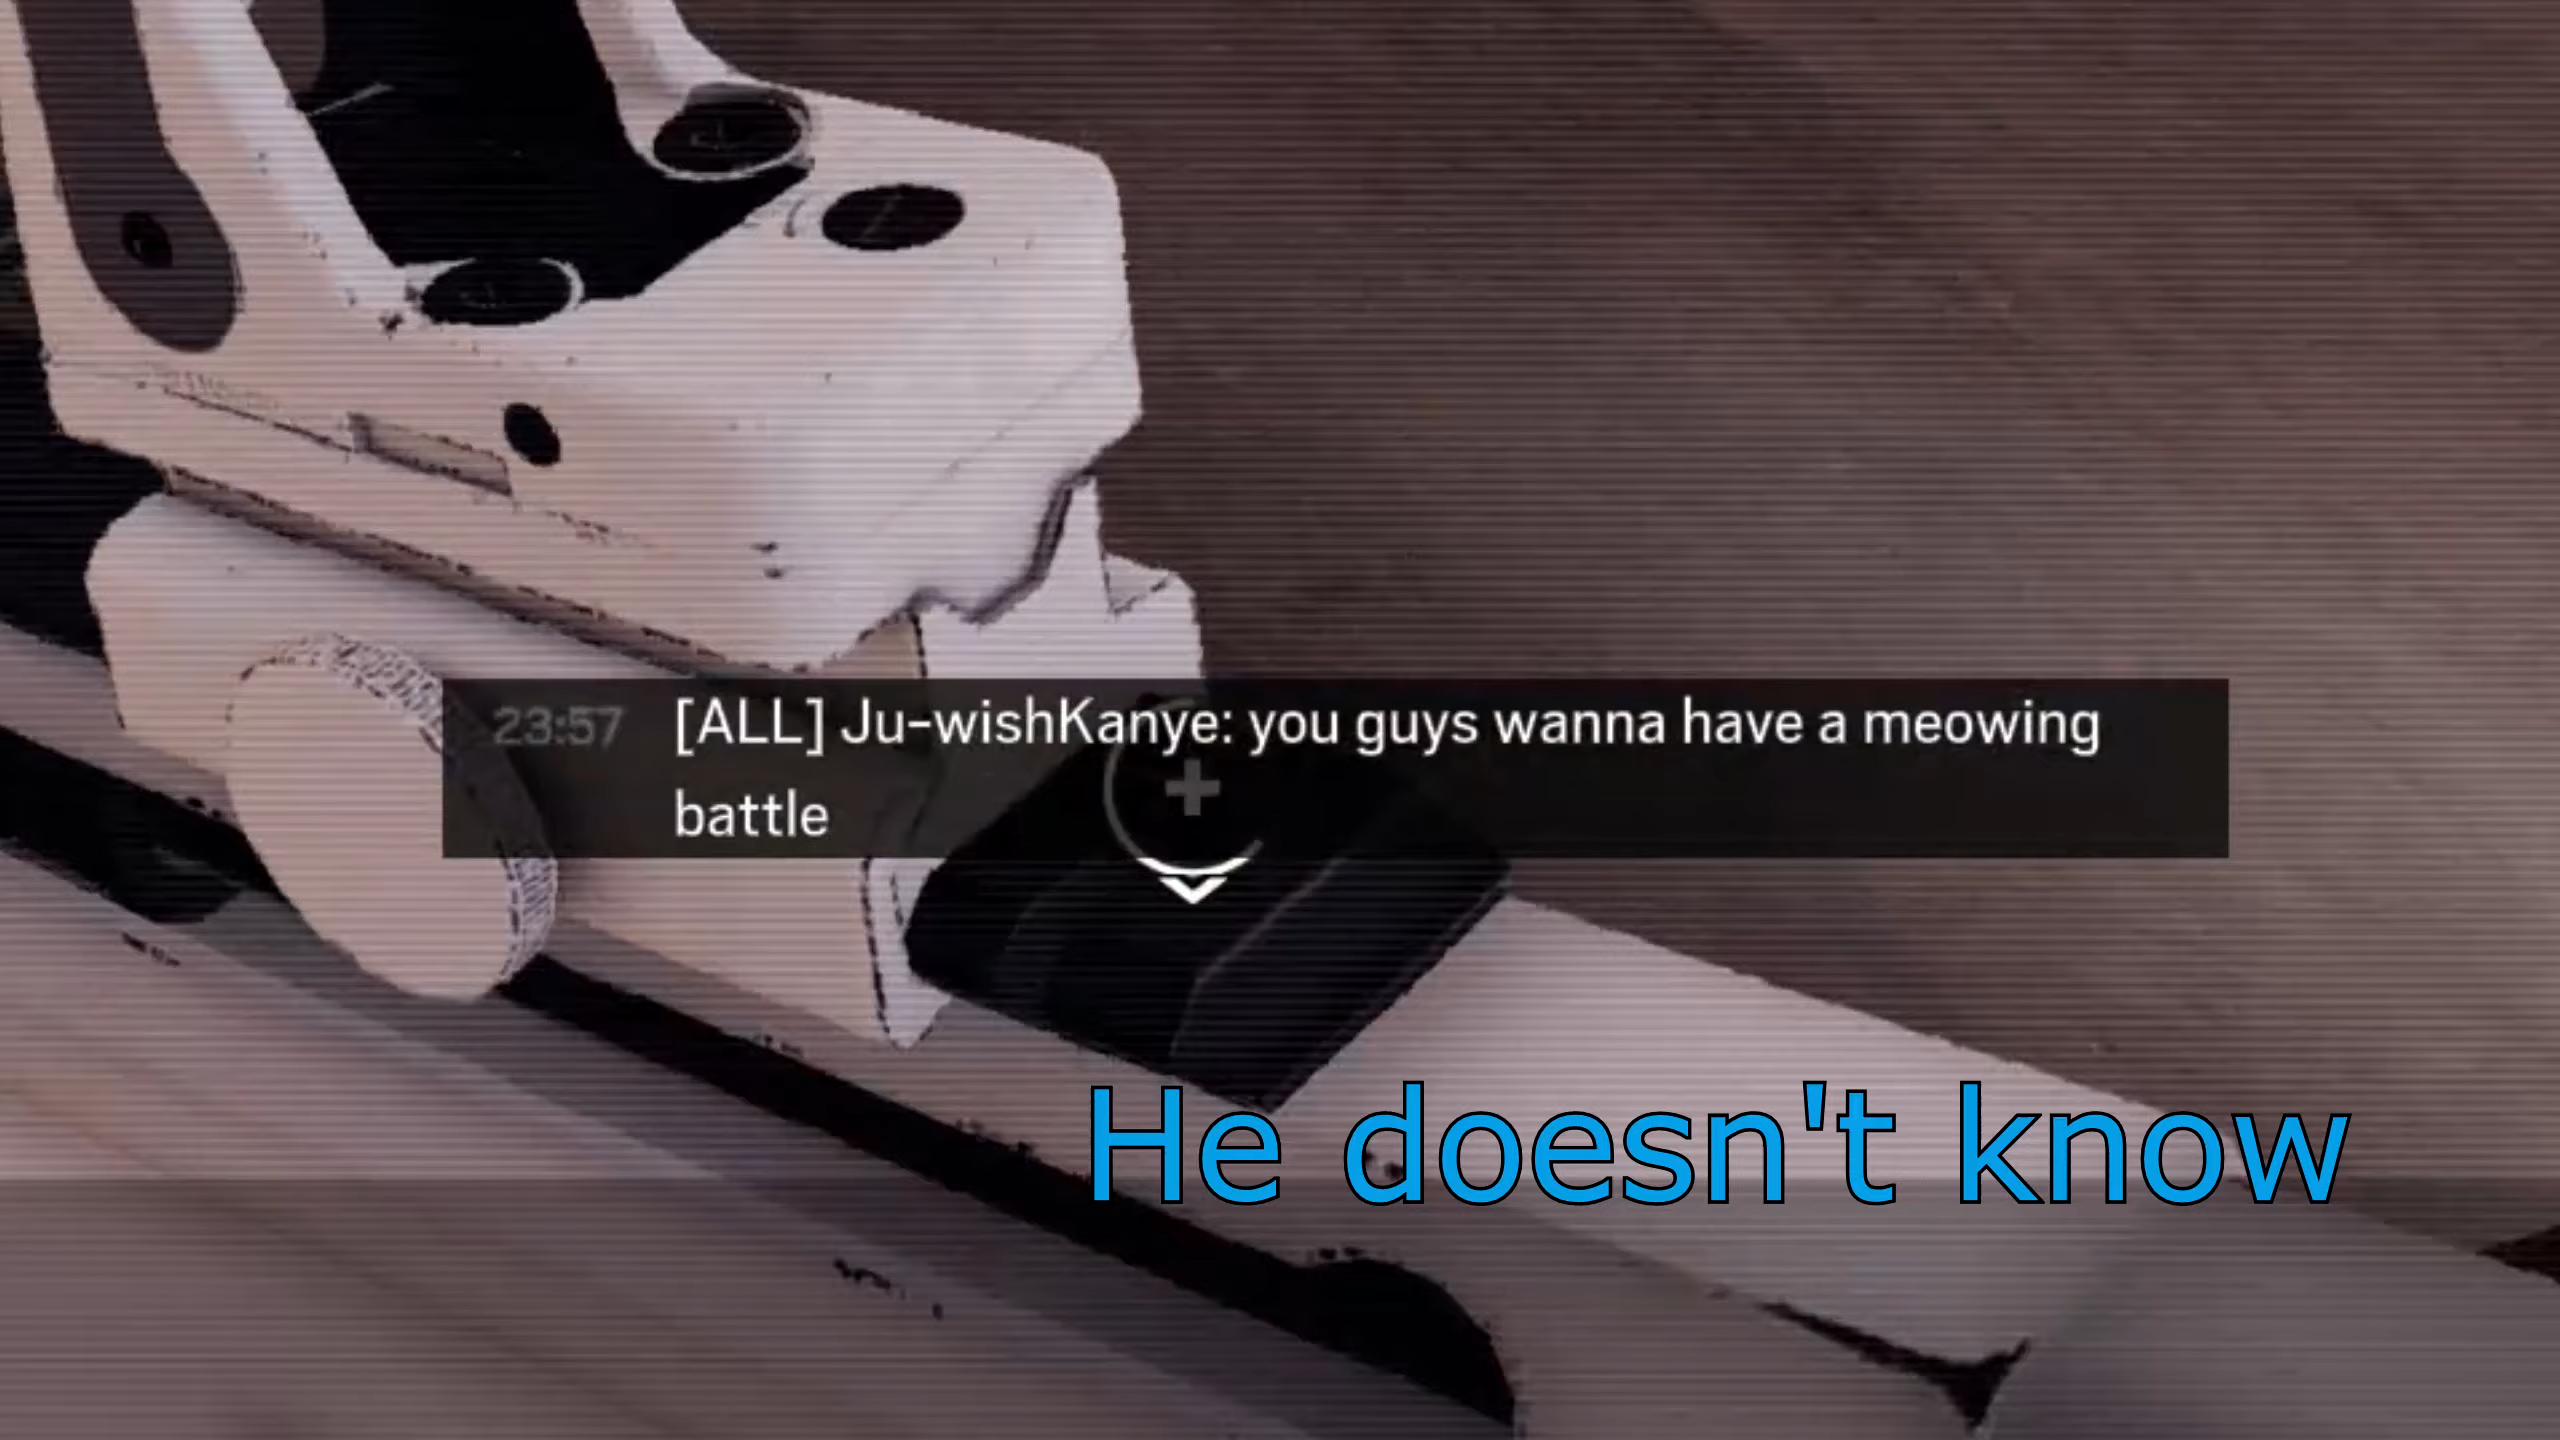 23:57 [ALL] Ju-wishKanye: you guys wanna have a meowing
battle
He doesn't know